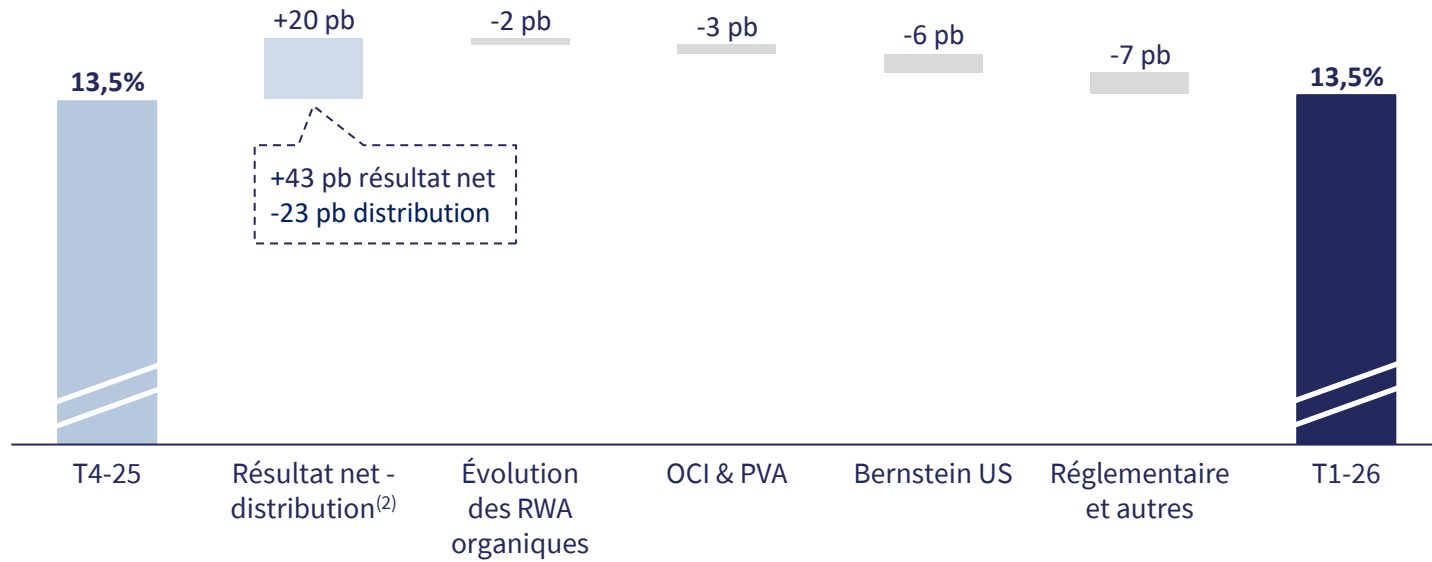 +20 pb
-2 pb
-3 pb
-6 pb
-7 pb
13,5%
13,5%
+43 pb résultat net
-23 pb distribution
T4-25
Résultat net -
distribution(2)
Évolution
des RWA
organiques
OCI & PVA
Bernstein US
Réglementaire
et autres
T1-26